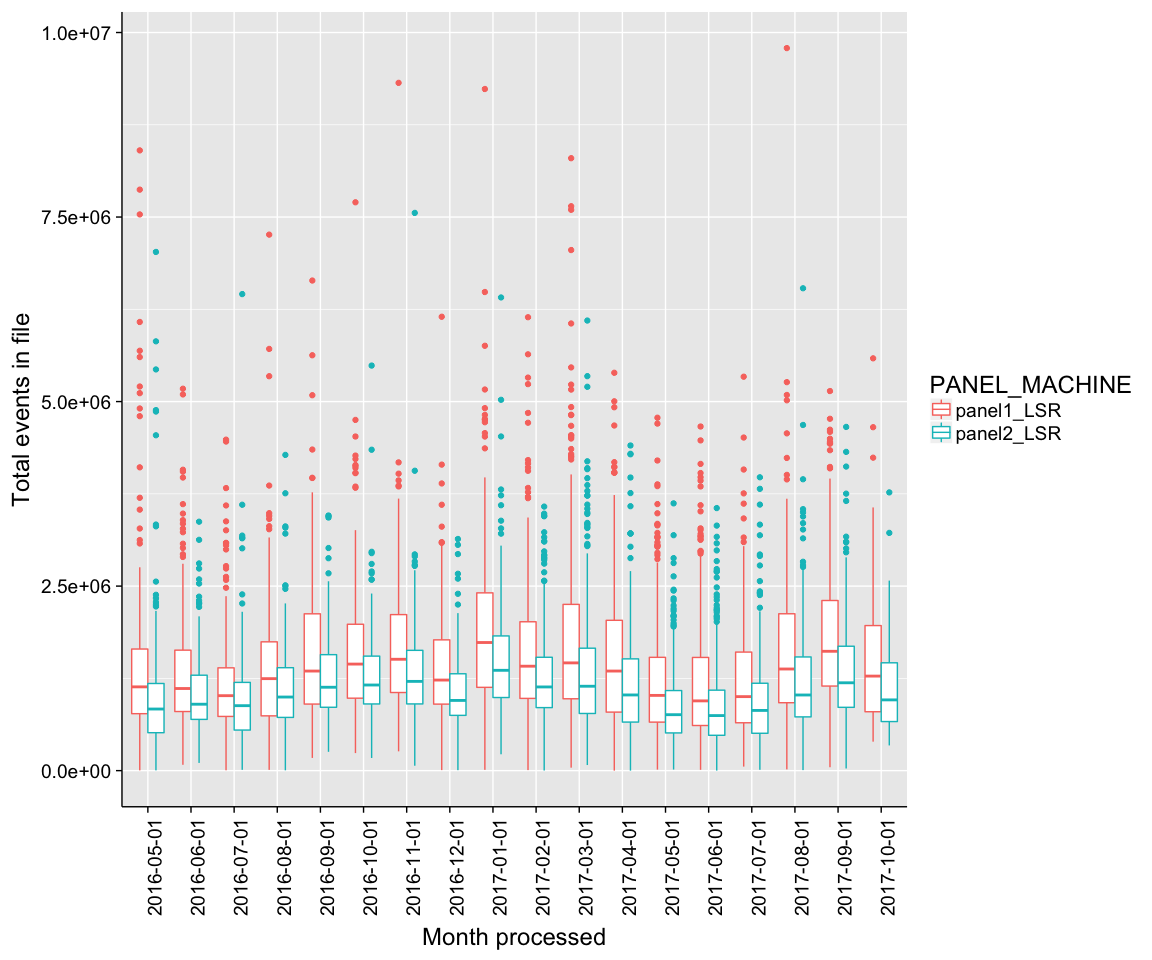 Total events in file
1.0e+07
7.5e+06
5.0e+06
2.5e+06
0.0e+00
2016-05-01
2016-06-01
2016-07-01
2016-08-01
2016-09-01
2016-10-01
2016-11-01
2016-12-01
2017-01-01
2017-02-01
2017-03-01
2017-04-01
2017-05-01
2017-06-01
2017-07-01
2017-08-01
2017-09-01
2017-10-01
Month processed
PANEL_MACHINE
panel1_LSR
panel2_LSR